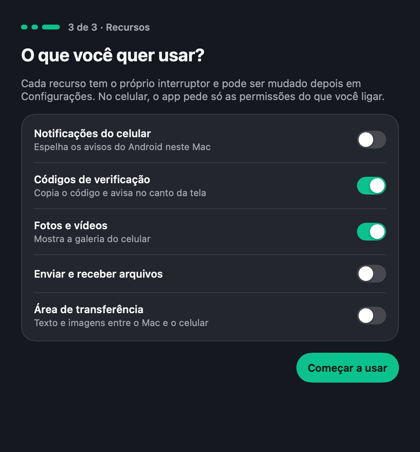 3 de 3 · Recursos
O que você quer usar?
Cada recurso tem o próprio interruptor e pode ser mudado depois em
Configurações. No celular, o app pede só as permissões do que você ligar.
Notificações do celular
Espelha os avisos do Android neste Mac
Códigos de verificação
Copia o código e avisa no canto da tela
Fotos e vídeos
Mostra a galeria do celular
Enviar e receber arquivos
Área de transferência
Texto e imagens entre o Mac e o celular
Começar a usar